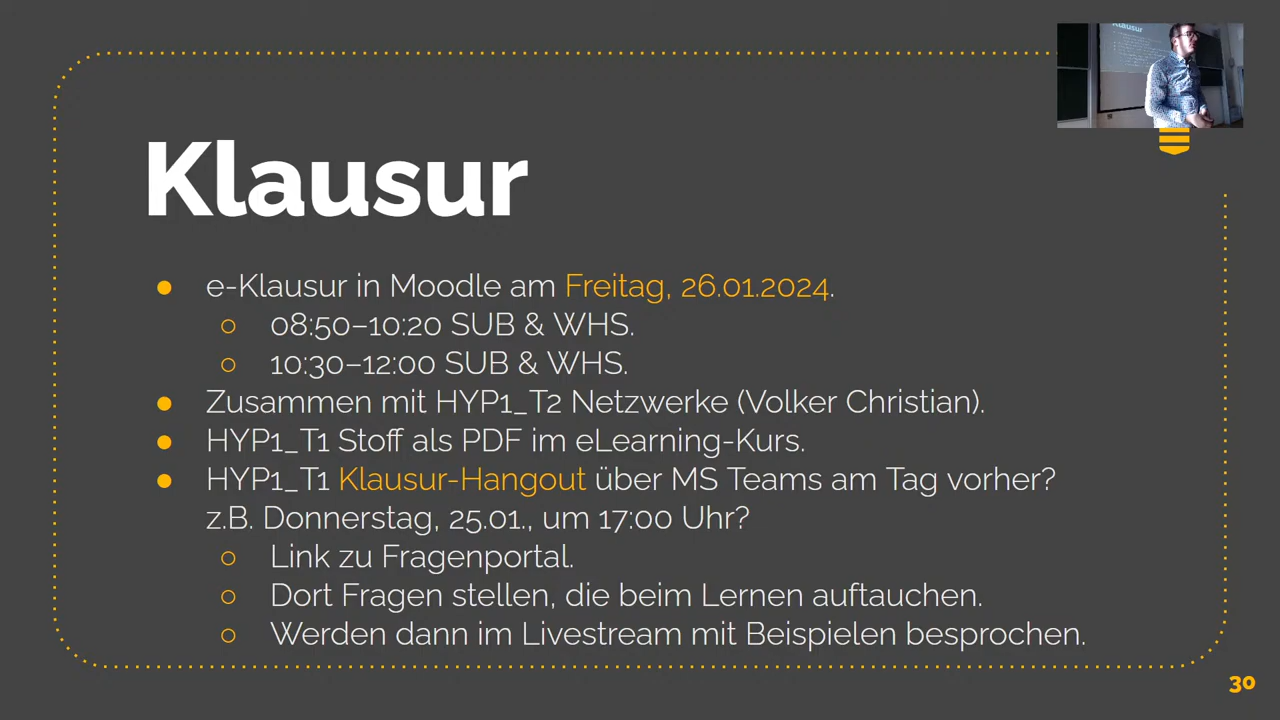 Klausur
Klausur
● e-Klausur in Moodle am Freitag, 26.01.2024.
○ 08:50–10:20 SUB & WHS.
○ 10:30–12:00 SUB & WHS.
● Zusammen mit HYP1_T2 Netzwerke (Volker Christian).
● HYP1_T1 Stoff als PDF im eLearning-Kurs.
● HYP1_T1 Klausur-Hangout über MS Teams am Tag vorher?
z.B. Donnerstag, 25.01., um 17:00 Uhr?
○ Link zu Fragenportal.
○ Dort Fragen stellen, die beim Lernen auftauchen.
○ Werden dann im Livestream mit Beispielen besprochen.
30